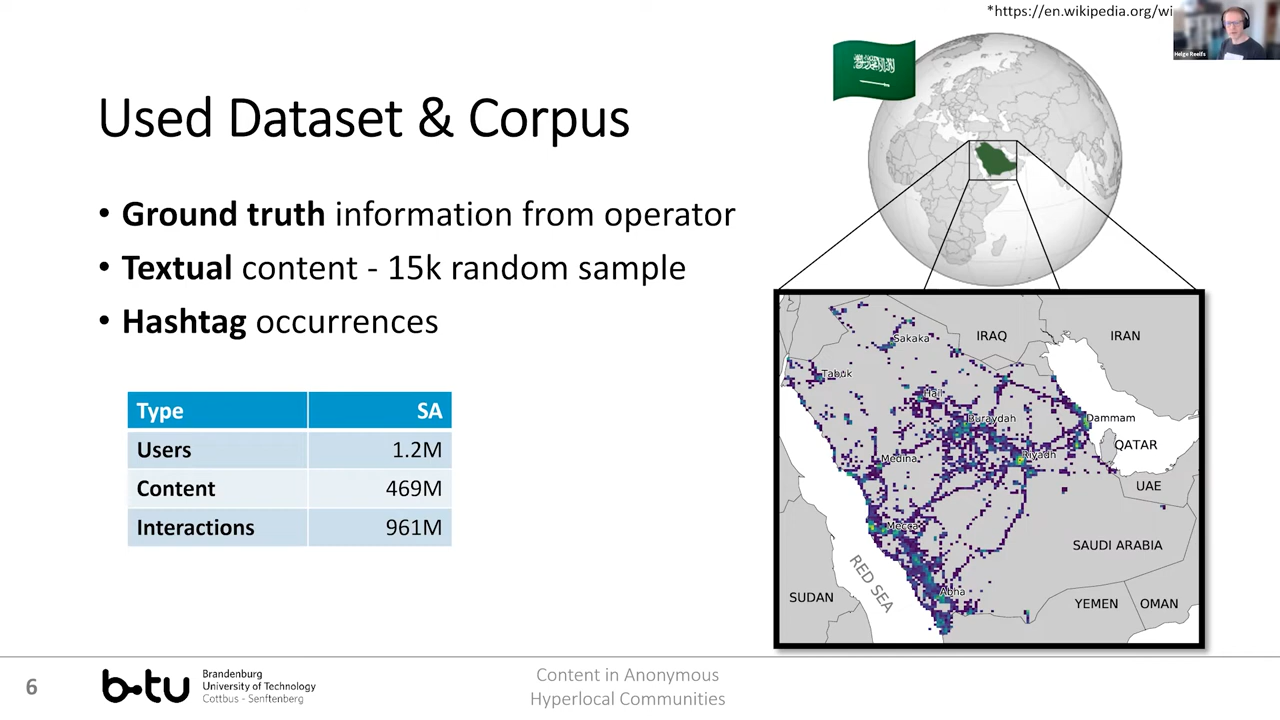 *https://en.wikipedia.org/wi
Helge Reelfs
Used Dataset & Corpus
• Ground truth information from operator
• Textual content - 15k random sample
• Hashtag occurrences
Type SA
Users 1.2M
Content 469M
Interactions 961M
Sakaka
IRAQ
IRAN
Tabuk
Hail
Buraydah
Dammam
QATAR
Medina
Riyadh
UAE
Mecca
SAUDI ARABIA
RED SEA
Abha
SUDAN
YEMEN
OMAN
6
b-tu
Brandenburg
University of Technology
Cottbus - Senftenberg
Content in Anonymous
Hyperlocal Communities